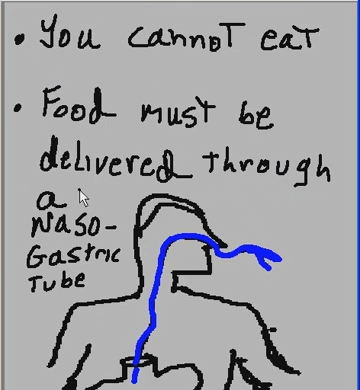 • You cannot eat
• Food must be
delivered through
a
Naso-
Gastric
Tube